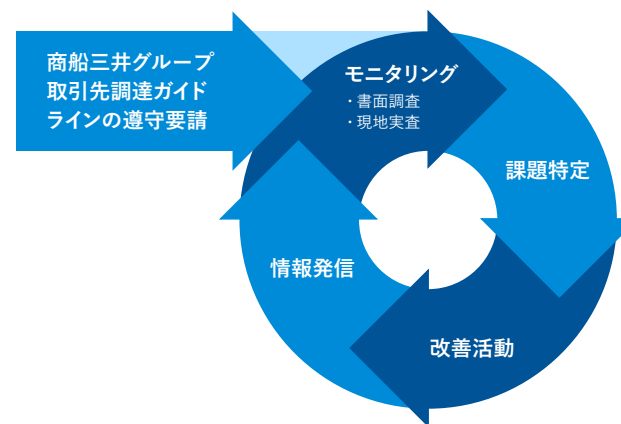 商船三井グループ
取引先調達ガイド
ラインの遵守要請
モニタリング
・書面調査
・現地実査
課題特定
改善活動
情報発信